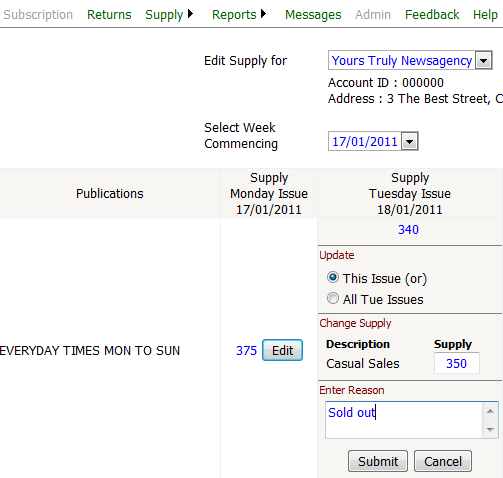 Subscription Returns Supply Reports Messages Admin Feedback Help
Edit Supply for Yours Truly Newsagency
Account ID : 000000
Address : 3 The Best Street, C
Select Week
Commencing 17/01/2011
Publications
Supply
Monday Issue
17/01/2011
Supply
Tuesday Issue
18/01/2011
340
Update
This Issue (or)
All Tue Issues
Change Supply
Description Supply
EVERYDAY TIMES MON TO SUN 375 Edit
Casual Sales 350
Enter Reason
Sold out
Submit Cancel